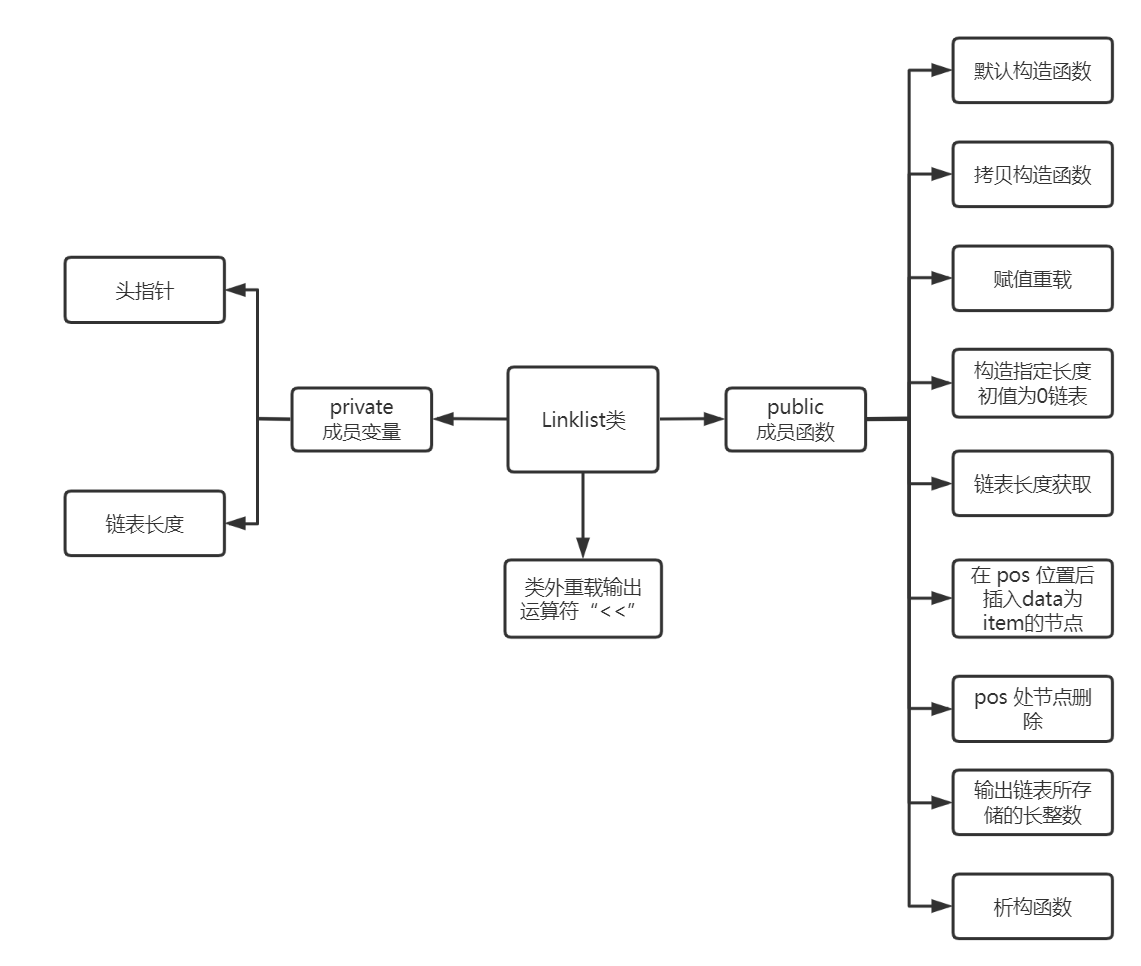 默认构造函数
拷贝构造函数
赋值重载
构造指定长度
初值为0链表
链表长度获取
在 pos 位置后
插入data为
item的节点
pos 处节点删
除
输出链表所存
储的长整数
析构函数
public
成员函数
Linklist类
类外重载输出
运算符“<<”
private
成员变量
头指针
链表长度